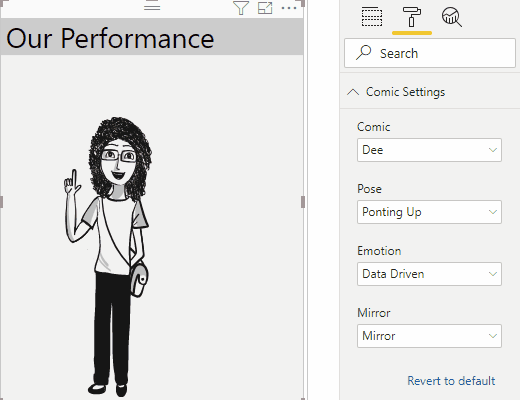 Our Performance
Search
Comic Settings
Comic
Dee
Pose
Ponting Up
Emotion
Data Driven
Mirror
Mirror
Revert to default